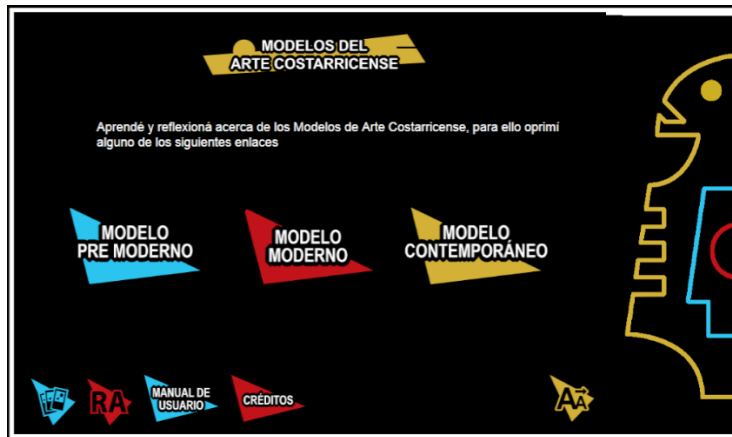 MODELOS DEL
ARTE COSTARRICENSE
Aprendé y reflexioná acerca de los Modelos de Arte Costarricense, para ello oprimí
alguno de los siguientes enlaces
MODELO
PRE MODERNO
MODELO
MODERNO
MODELO
CONTEMPORÁNEO
RA
MANUAL DE
USUARIO
CRÉDITOS
AA